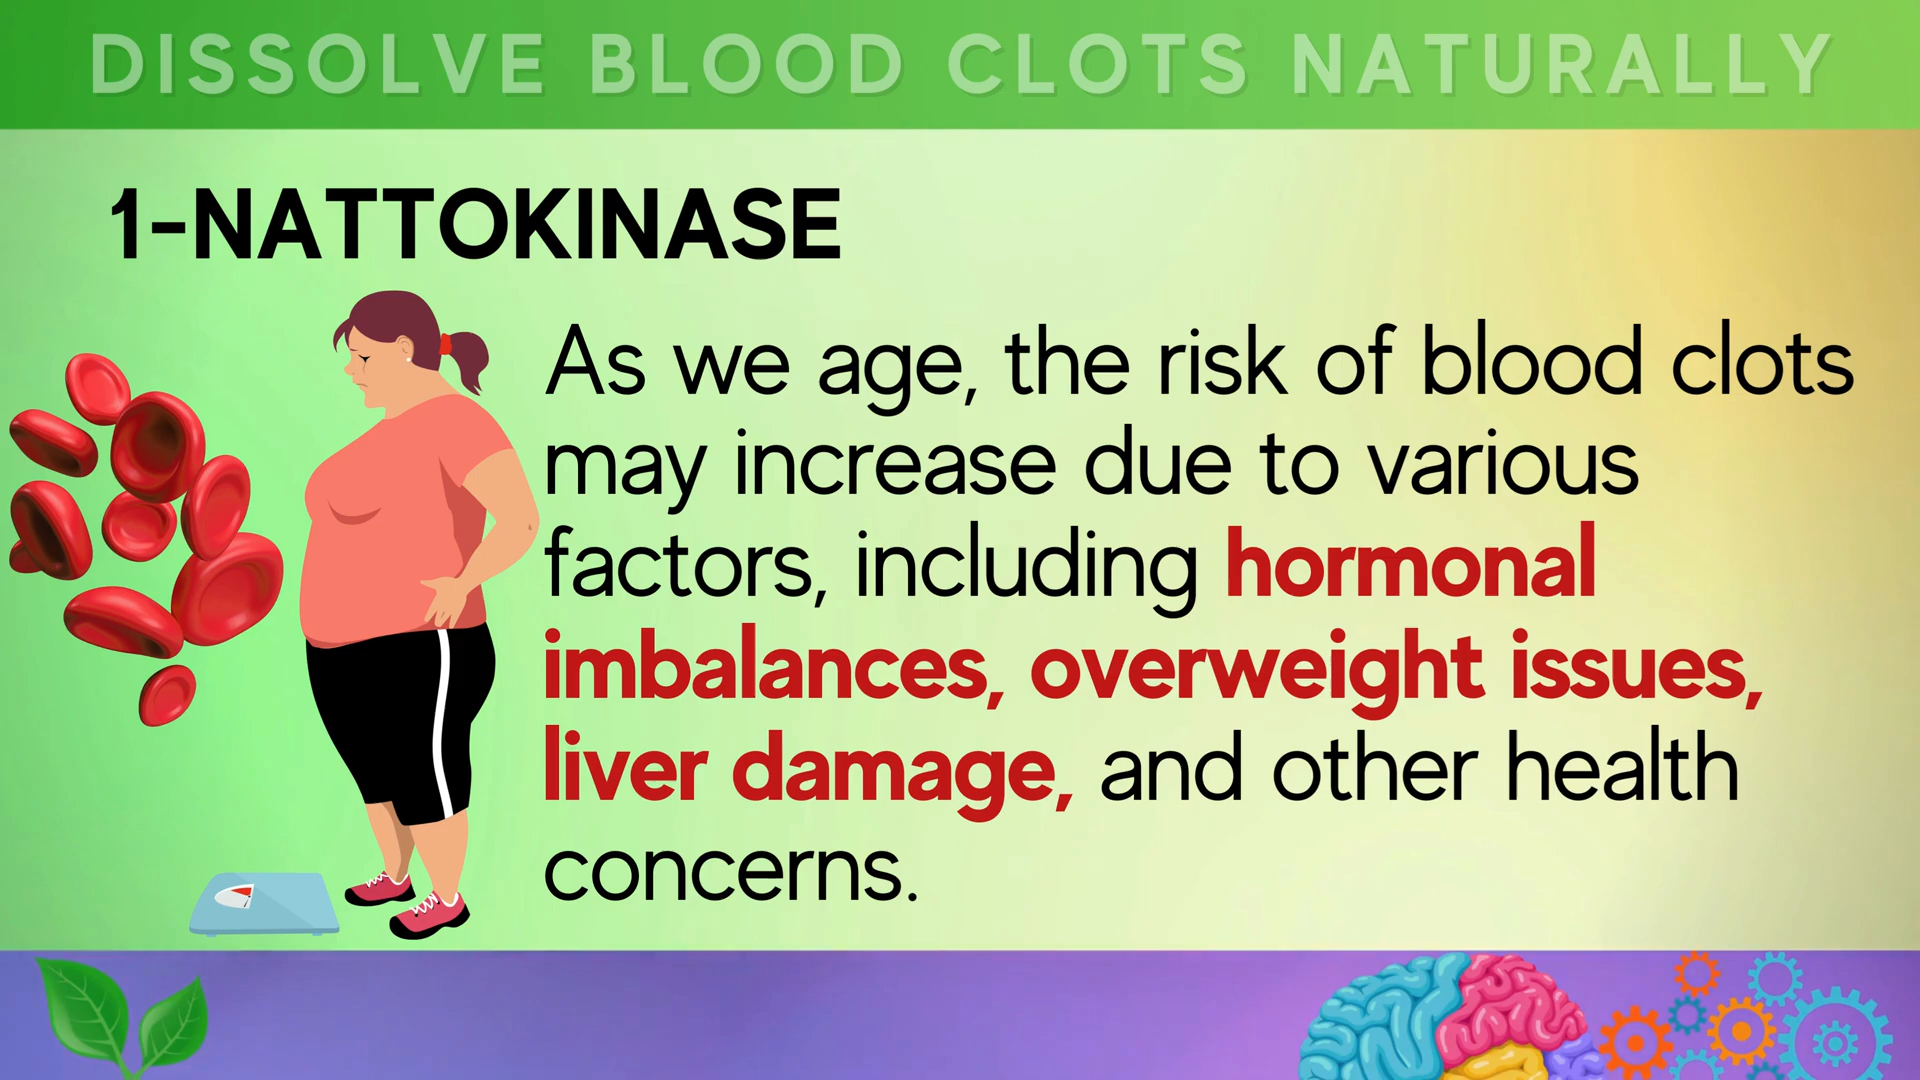 DISSOLVE BLOOD CLOTS NATURALLY
1-NATTOKINASE
As we age, the risk of blood clots
may increase due to various
factors, including hormonal
imbalances, overweight issues,
liver damage, and other health
concerns.